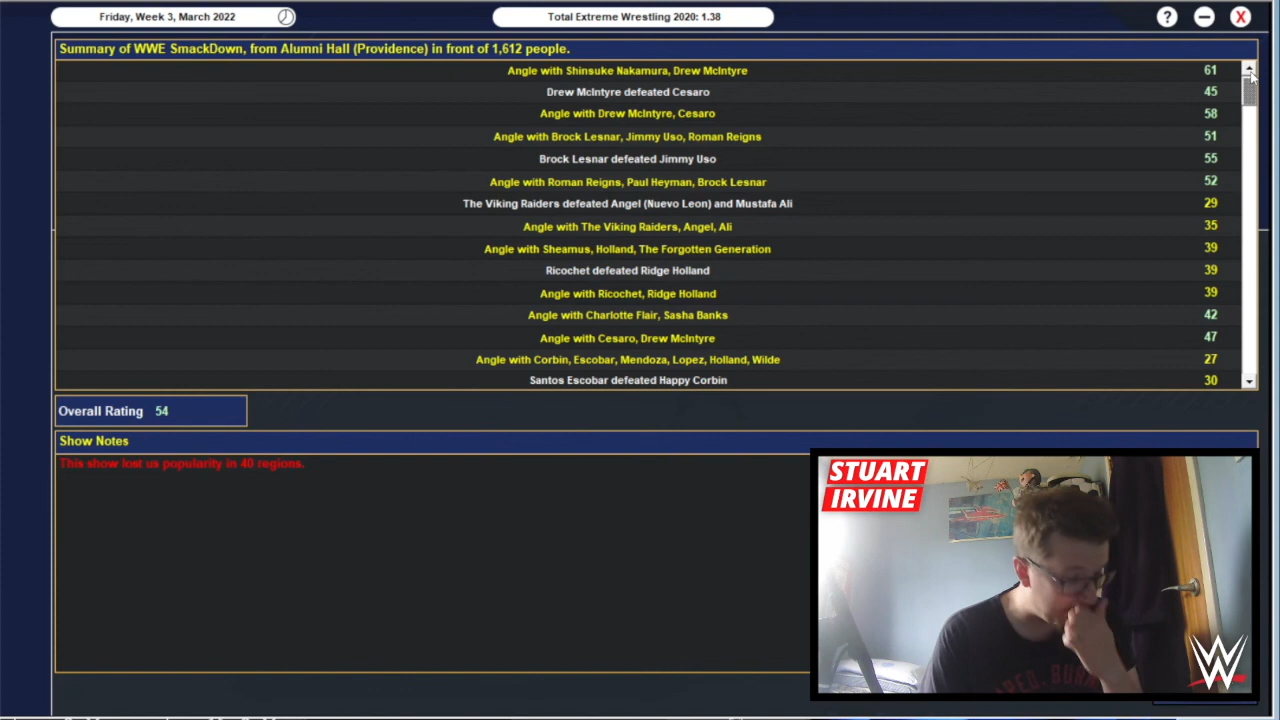 Friday, Week 3, March 2022
Total Extreme Wrestling 2020: 1.38
?
X
Summary of WWE SmackDown, from Alumni Hall (Providence) in front of 1,612 people.
Angle with Shinsuke Nakamura, Drew McIntyre 61
Drew McIntyre defeated Cesaro 45
Angle with Drew McIntyre, Cesaro 58
Angle with Brock Lesnar, Jimmy Uso, Roman Reigns 51
Brock Lesnar defeated Jimmy Uso 55
Angle with Roman Reigns, Paul Heyman, Brock Lesnar 52
The Viking Raiders defeated Angel (Nuevo Leon) and Mustafa Ali 29
Angle with The Viking Raiders, Angel, Ali 35
Angle with Sheamus, Holland, The Forgotten Generation 39
Ricochet defeated Ridge Holland 39
Angle with Ricochet, Ridge Holland 39
Angle with Charlotte Flair, Sasha Banks 42
Angle with Cesaro, Drew McIntyre 47
Angle with Corbin, Escobar, Mendoza, Lopez, Holland, Wilde 27
Santos Escobar defeated Happy Corbin 30
Overall Rating 54
Show Notes
This show lost us popularity in 40 regions.
STUART
IRVINE
W